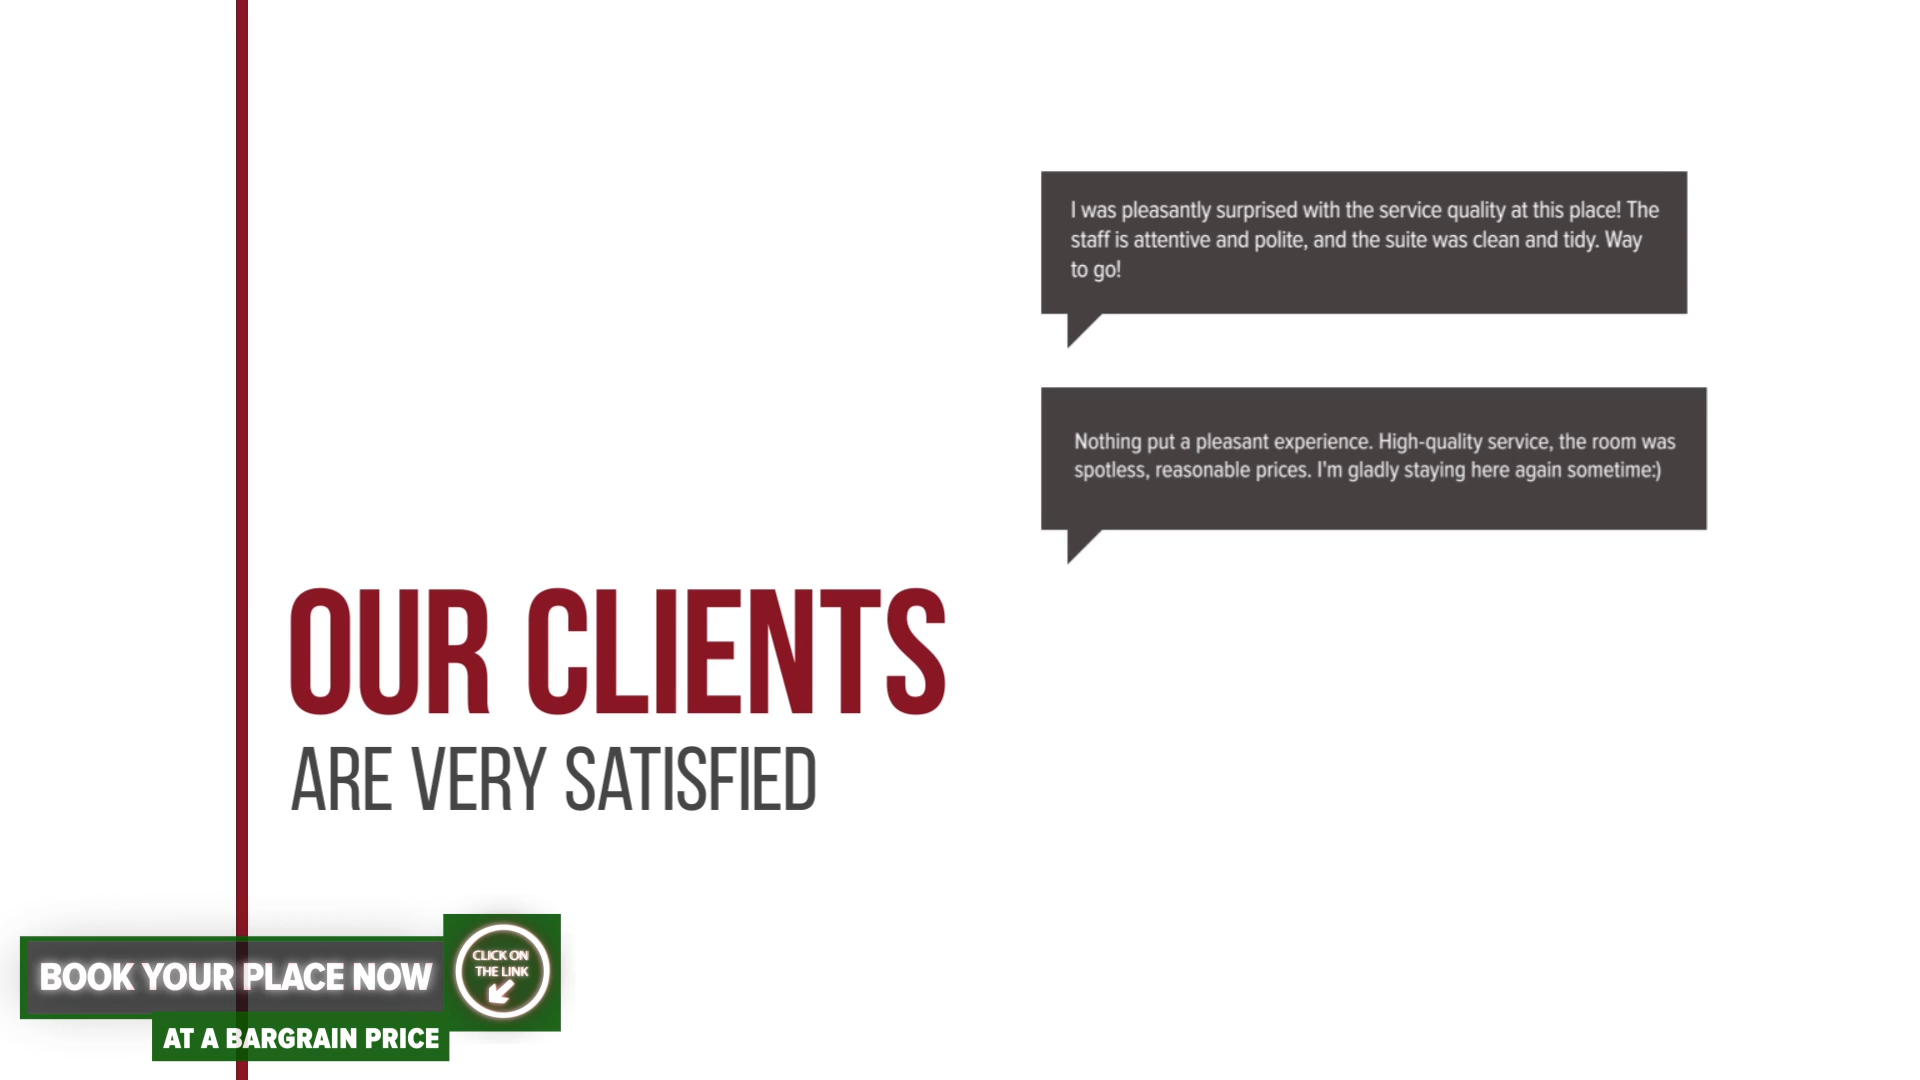 I was pleasantly surprised with the service quality at this place! The
staff is attentive and polite, and the suite was clean and tidy. Way
to go!
Nothing put a pleasant experience. High-quality service, the room was
spotless, reasonable prices. I'm gladly staying here again sometime:)
OUR CLIENTS
ARE VERY SATISFIED
BOOK YOUR PLACE NOW
CLICK ON
THE LINK
AT A BARGRAIN PRICE